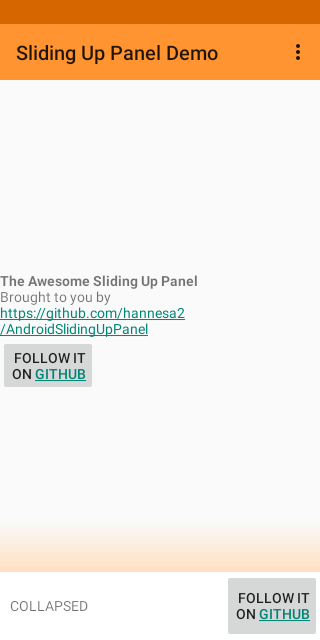 Sliding Up Panel Demo
The Awesome Sliding Up Panel
Brought to you by
https://github.com/hannesa2
/AndroidSlidingUpPanel
FOLLOW IT
ON GITHUB
COLLAPSED
FOLLOW IT
ON GITHUB